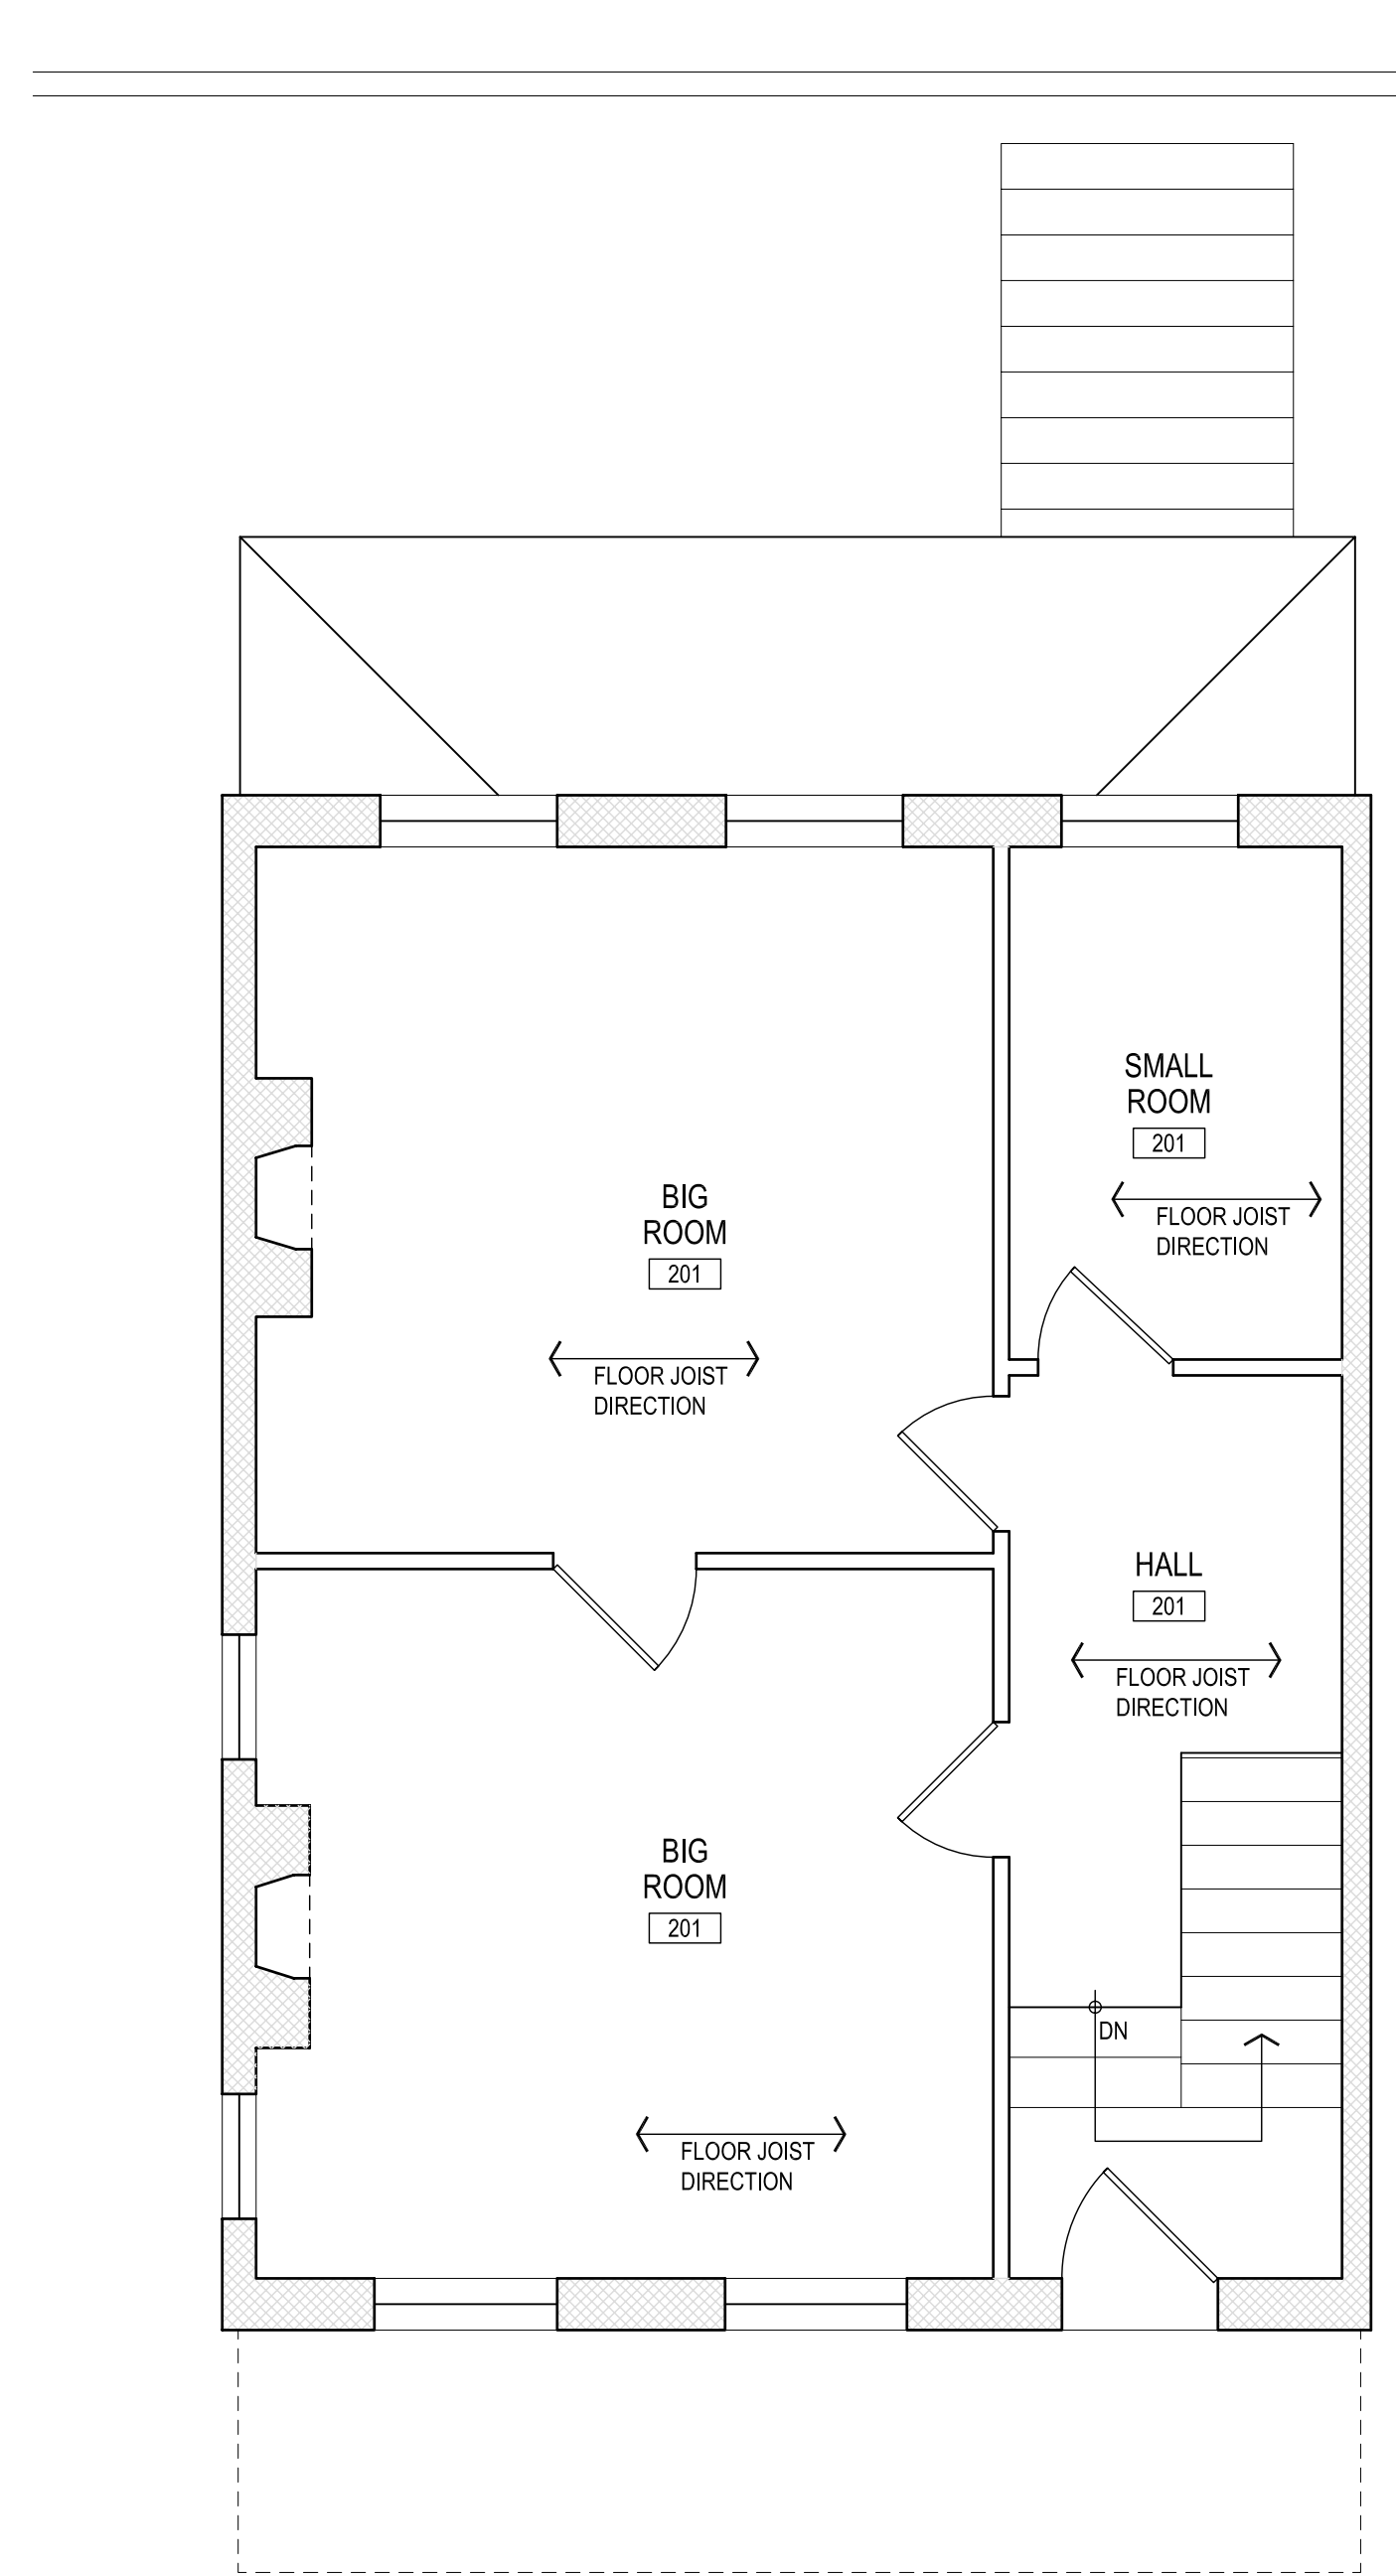 SMALL
ROOM
201
FLOOR JOIST
DIRECTION
BIG
ROOM
201
FLOOR JOIST
DIRECTION
HALL
201
FLOOR JOIST
DIRECTION
BIG
ROOM
201
DN
FLOOR JOIST
DIRECTION